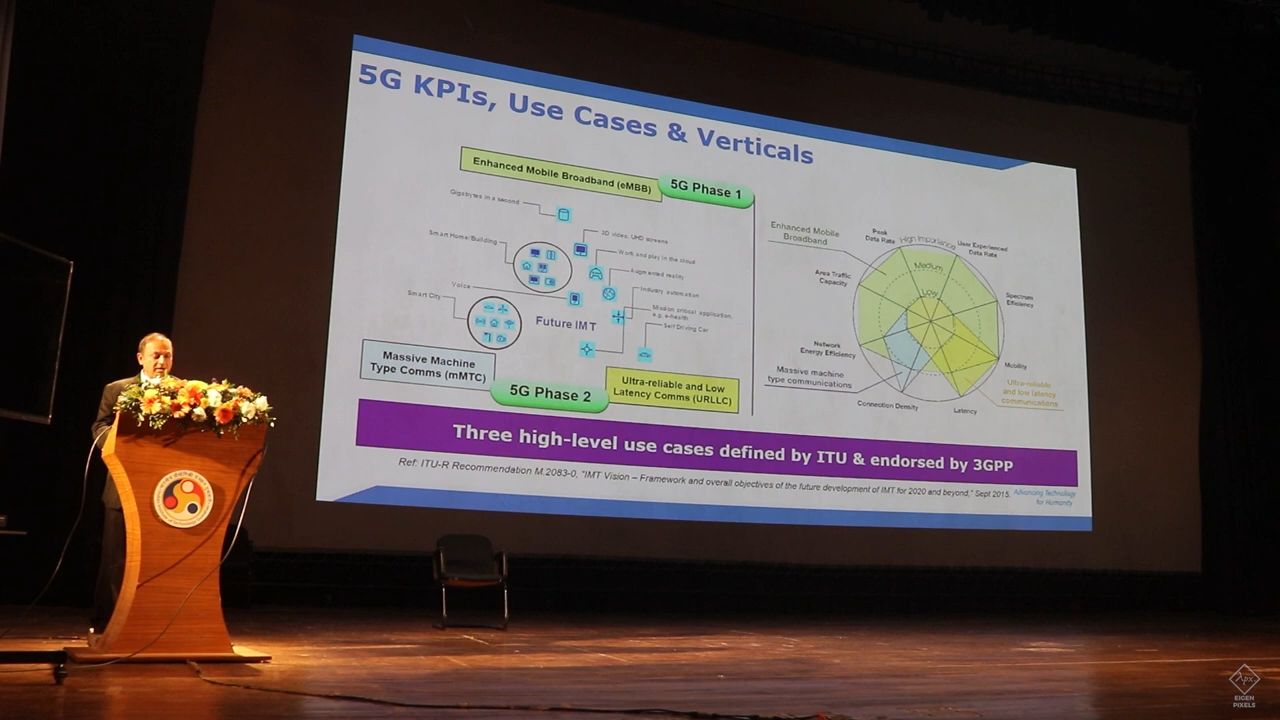 5G KPIs, Use Cases & Verticals
Enhanced Mobile Broadband (eMBB)
5G Phase 1
Gigabytes in a second
3D video, UHD screens
Smart Home/Building
Work and play in the cloud
Augmented reality
Voice
Industry automation
Smart City
Mission critical application,
e.g. e-health
Future IMT
Self Driving Car
Massive Machine
Type Comms (mMTC)
5G Phase 2
Ultra-reliable and Low
Latency Comms (URLLC)
Enhanced Mobile
Broadband
Peak
Data Rate
High Importance
User Experienced
Data Rate
Medium
Low
Area Traffic
Capacity
Spectrum
Efficiency
Network
Energy Efficiency
Mobility
Massive machine
type communications
Ultra-reliable
and low latency
communications
Connection Density
Latency
Three high-level use cases defined by ITU & endorsed by 3GPP
Ref: ITU-R Recommendation M.2083-0, "IMT Vision – Framework and overall objectives of the future development of IMT for 2020 and beyond," Sept 2015.
Advancing Technology
for Humanity
EIGEN
PIXELS